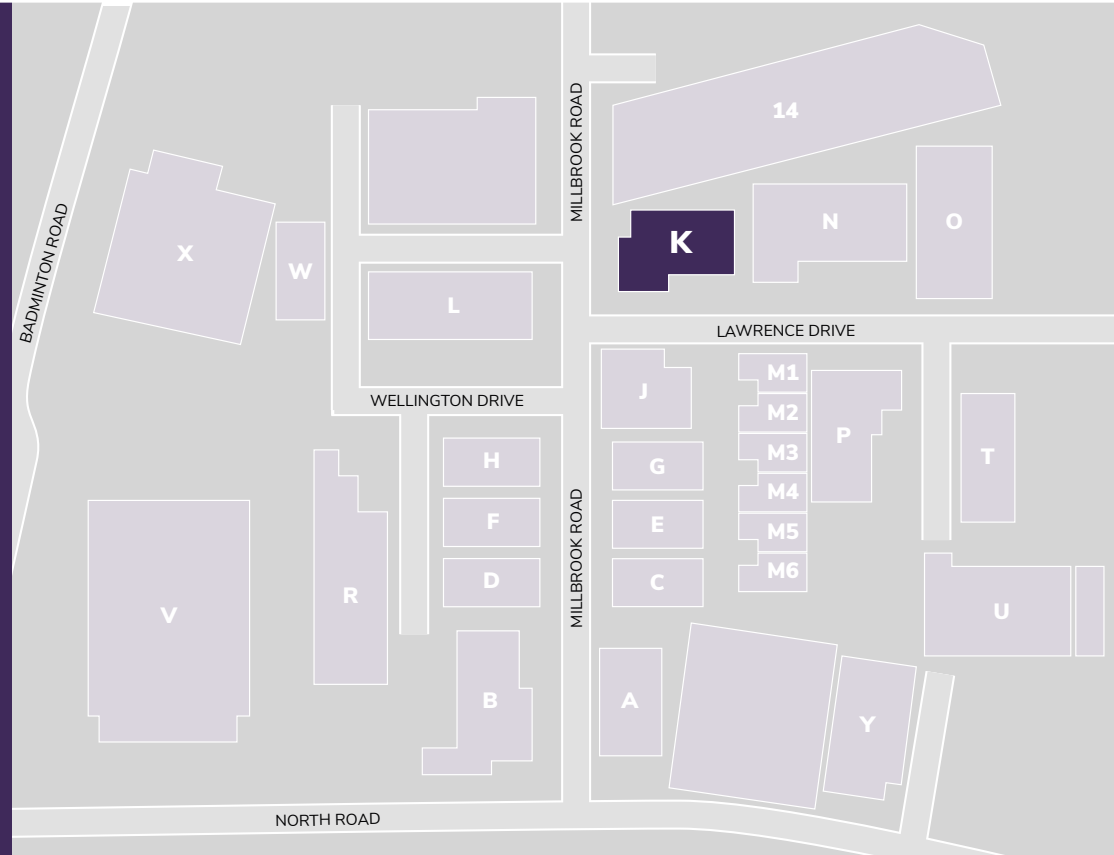 MILLBROOK ROAD
14
BADMINTON ROAD
X
W
K
N
O
L
LAWRENCE DRIVE
WELLINGTON DRIVE
J
M1
M2
M3
M4
M5
M6
P
T
H
G
F
E
D
C
MILLBROOK ROAD
R
V
U
B
A
Y
NORTH ROAD